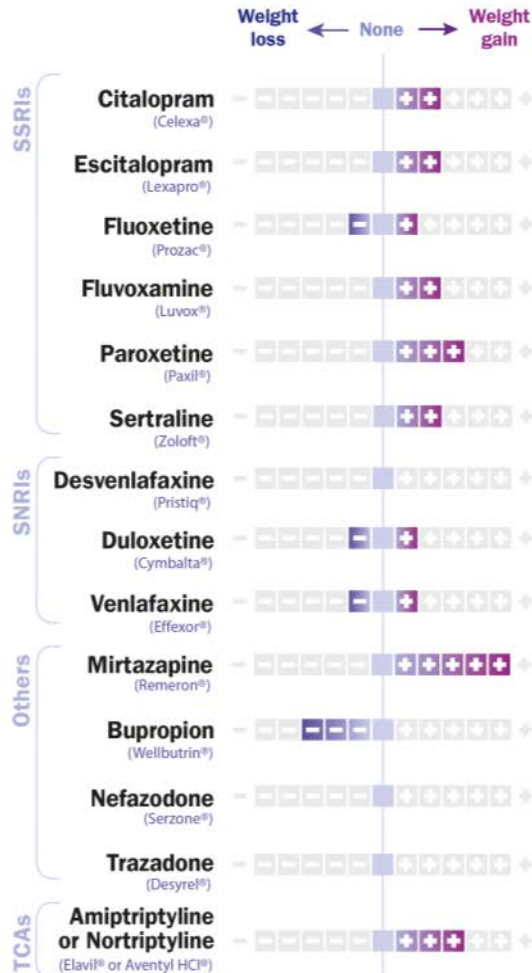 Weight loss
None
Weight gain
SSRIs
Citalopram
(Celexa®)
Escitalopram
(Lexapro®)
Fluoxetine
(Prozac®)
Fluvoxamine
(Luvox®)
Paroxetine
(Paxil®)
Sertraline
(Zoloft®)
SNRIs
Desvenlafaxine
(Pristiq®)
Duloxetine
(Cymbalta®)
Venlafaxine
(Effexor®)
Others
Mirtazapine
(Remeron®)
Bupropion
(Wellbutrin®)
Nefazodone
(Serzone®)
Trazadone
(Desyrel®)
TCAs
Amiptriptyline
or Nortriptyline
(Elavil® or Aventyl HCl®)